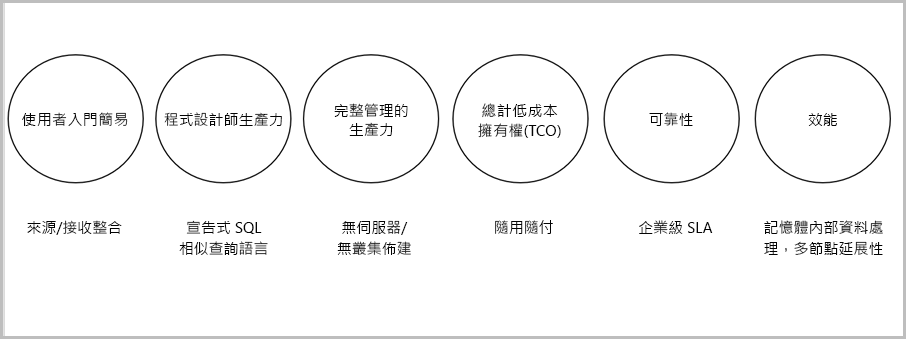 使用者入門簡易
程式設計師生產力
完整管理的
生產力
總計低成本
擁有權(TCO)
可靠性
效能
來源/接收整合
宣告式 SQL
相似查詢語言
無伺服器/
無叢集佈建
隨用隨付
企業級 SLA
記憶體內部資料處
理，多節點延展性